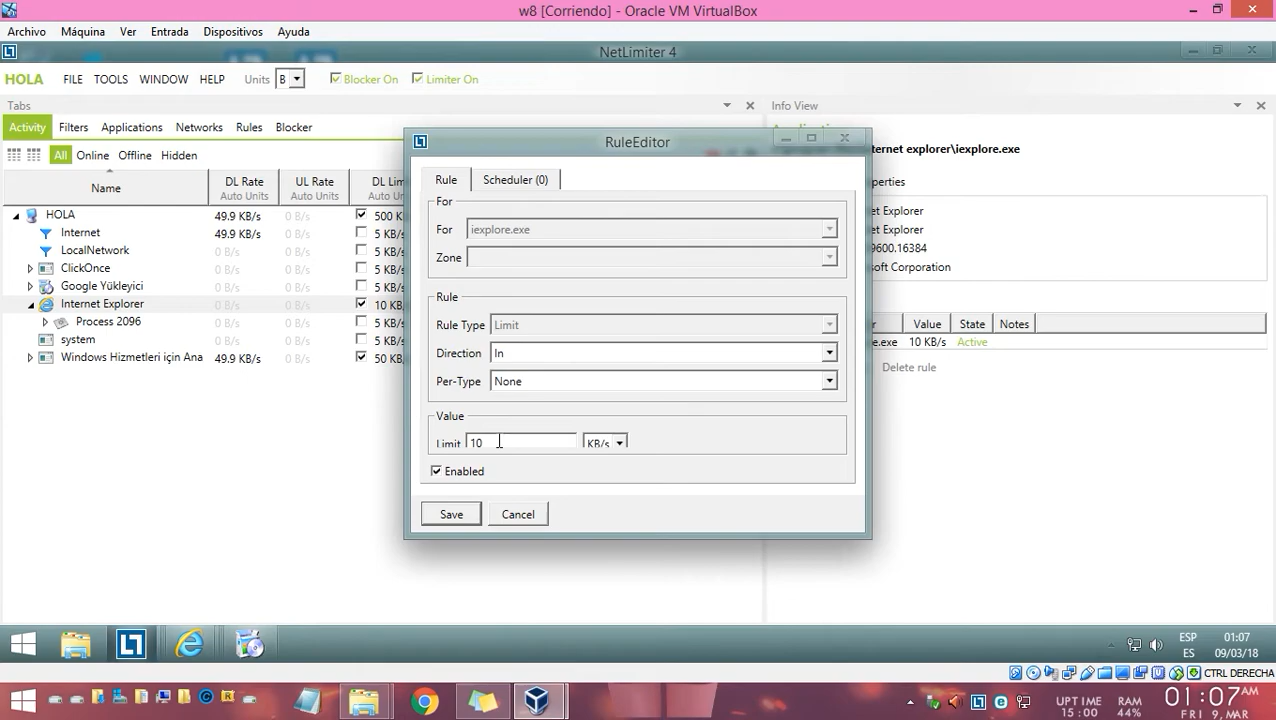 w8 [Corriendo] - Oracle VM VirtualBox
Archivo Máquina Ver Entrada Dispositivos Ayuda
NetLimiter 4
HOLA FILE TOOLS WINDOW HELP Units B Blocker On Limiter On
Tabs
Info View
Activity Filters Applications Networks Rules Blocker
All Online Offline Hidden
Name DL Rate UL Rate DL Lim
Auto Units Auto Units Auto U
HOLA 49.9 KB/s 0 B/s 500 K
Internet 49.9 KB/s 0 B/s 5 KB
LocalNetwork 0 B/s 0 B/s 5 KB
ClickOnce 0 B/s 0 B/s 5 KB
Google Yükleyici 0 B/s 0 B/s 5 KB
Internet Explorer 0 B/s 0 B/s 10 KB
Process 2096 0 B/s 0 B/s 5 KB
system 0 B/s 0 B/s 5 KB
Windows Hizmetleri için Ana 49.9 KB/s 0 B/s 50 KB
RuleEditor
Rule Scheduler (0)
For
For iexplore.exe
Zone
Rule
Rule Type Limit
Direction In
Per-Type None
Value
Limit 10 KB/s
Enabled
Save Cancel
ternet explorer\iexplore.exe
operties
et Explorer
et Explorer
9600.16384
soft Corporation
r Value State Notes
e.exe 10 KB/s Active
Delete rule
ESP
ES
01:07
09/03/18
CTRL DERECHA
UPTIME
15:00
RAM
44%
01:07AM
FRI 9, MAR